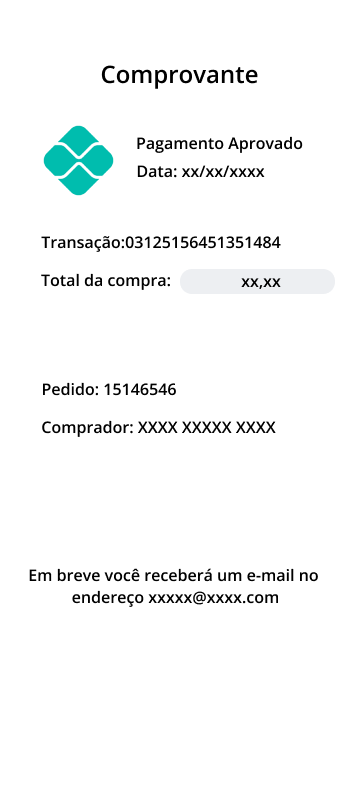 Comprovante
Pagamento Aprovado
Data: xx/xx/xxxx
Transação:03125156451351484
Total da compra: xx,xx
Pedido: 15146546
Comprador: XXXX XXXXX XXXX
Em breve você receberá um e-mail no
endereço xxxxx@xxxx.com